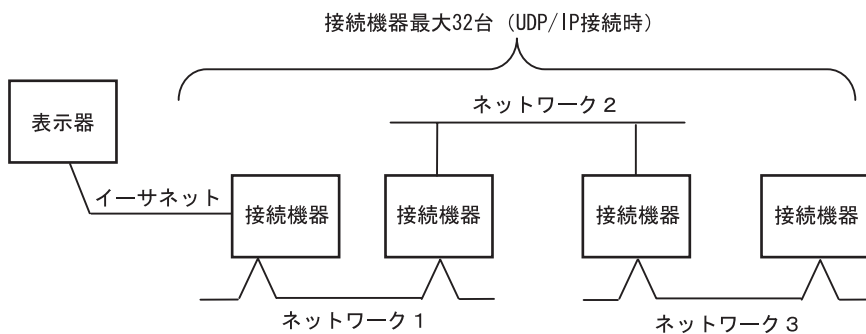 接続機器最大32台（UDP/IP接続時）
表示器
ネットワーク２
イーサネット
接続機器
接続機器
接続機器
接続機器
ネットワーク１
ネットワーク３